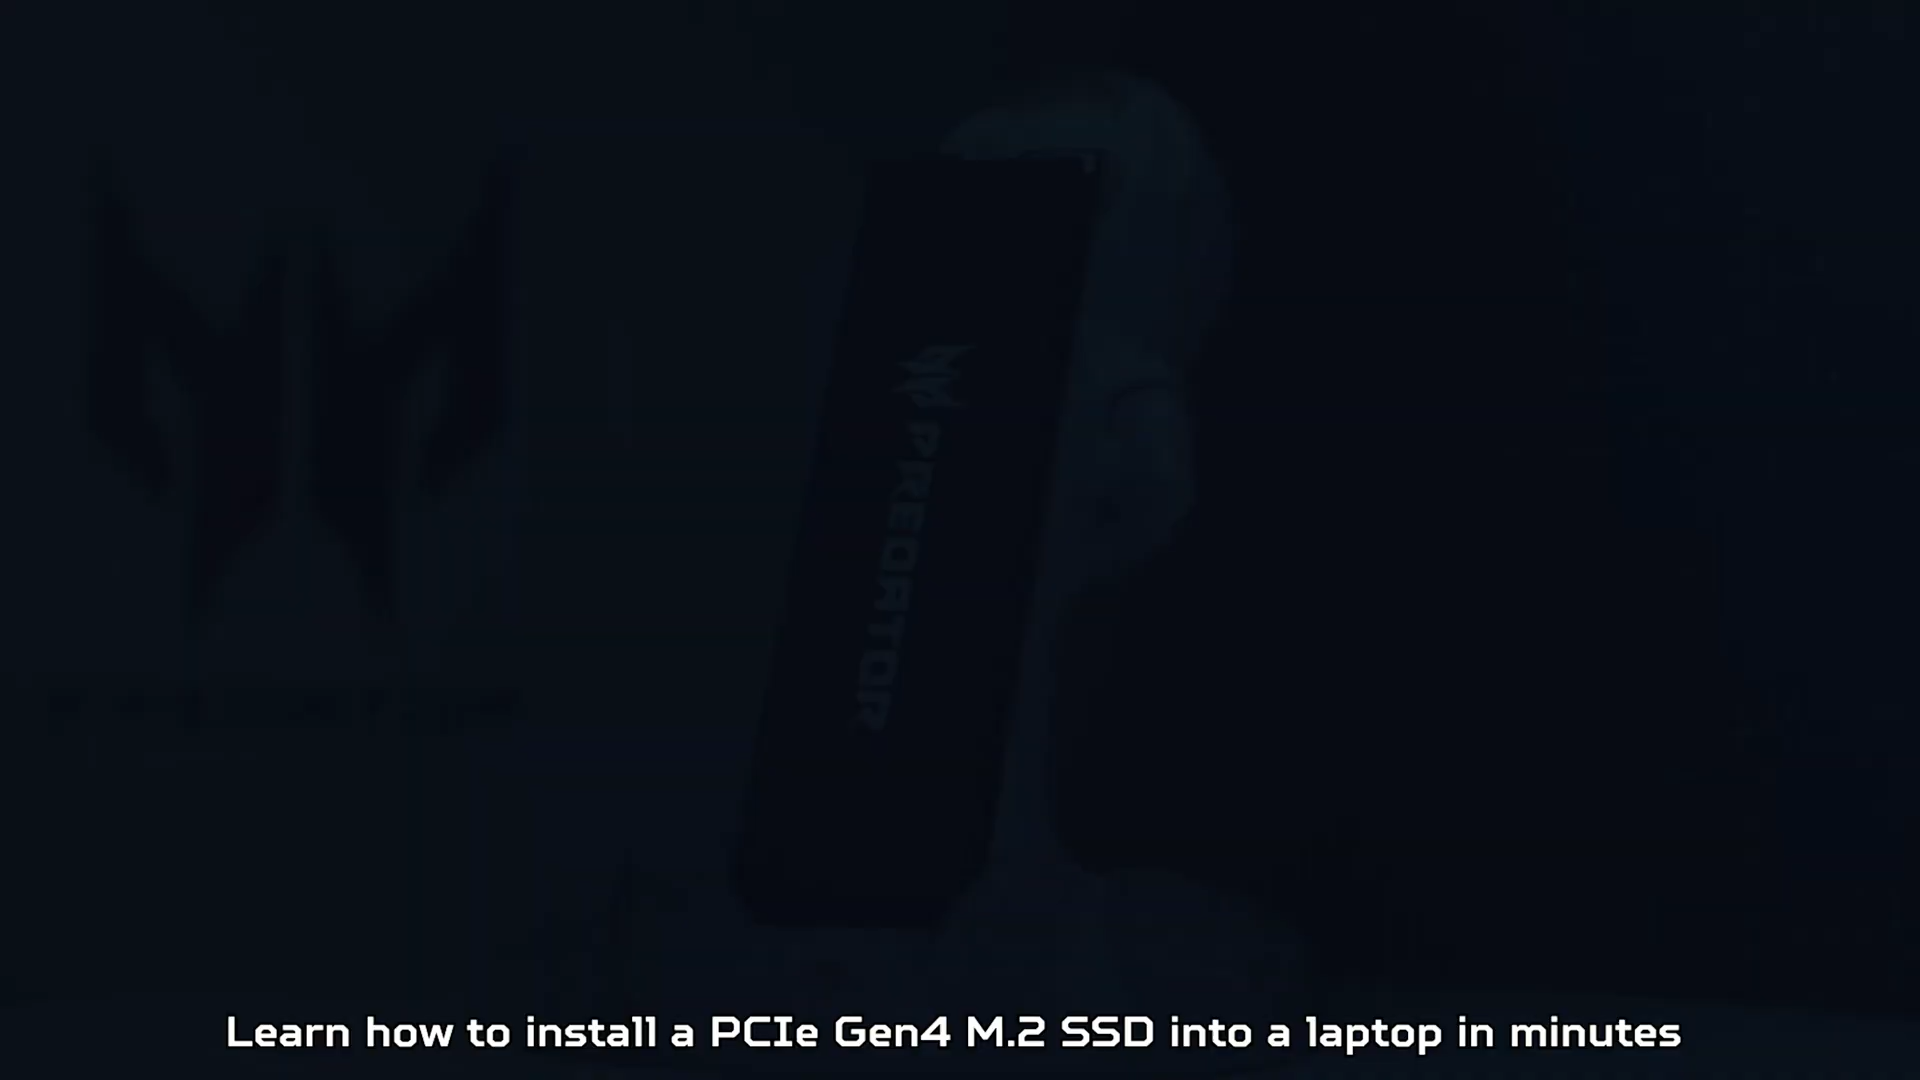 PREDATOR
Learn how to install a PCIe Gen4 M.2 SSD into a laptop in minutes